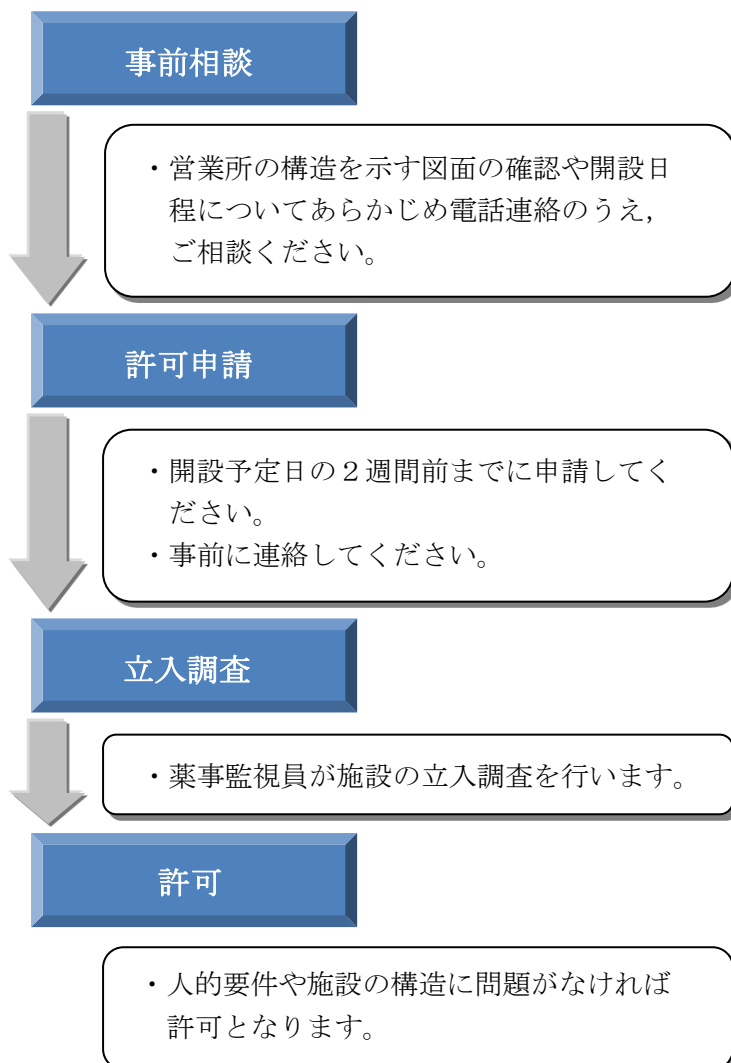 事前相談
・営業所の構造を示す図面の確認や開設日
程についてあらかじめ電話連絡のうえ,
ご相談ください。
許可申請
・開設予定日の２週間前までに申請してく
ださい。
・事前に連絡してください。
立入調査
・薬事監視員が施設の立入調査を行います。
許可
・人的要件や施設の構造に問題がなければ
許可となります。